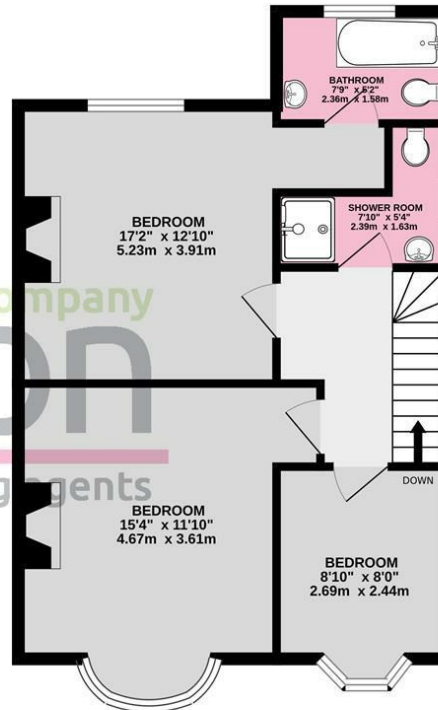 BATHROOM
7'9" x 5'2"
2.36m x 1.58m
BEDROOM
17'2" x 12'10"
5.23m x 3.91m
SHOWER ROOM
7'10" x 5'4"
2.39m x 1.63m
DOWN
BEDROOM
15'4" x 11'10"
4.67m x 3.61m
BEDROOM
8'10" x 8'0"
2.69m x 2.44m
ompany
on
g agents